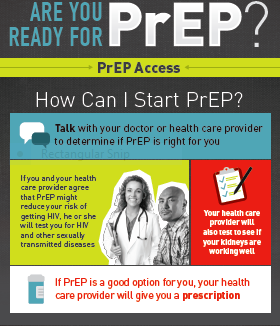 ARE YOU
READY FOR
PrEP?
PrEP Access
How Can I Start PrEP?
Talk with your doctor or health care provider
to determine if PrEP is right for you
Rectangular Snip
If you and your health
care provider agree
that PrEP might
reduce your risk of
getting HIV, he or she
will test you for HIV
and other sexually
transmitted diseases
Your health care
provider will
also test to see if
your kidneys are
working well
If PrEP is a good option for you, your health
care provider will give you a prescription